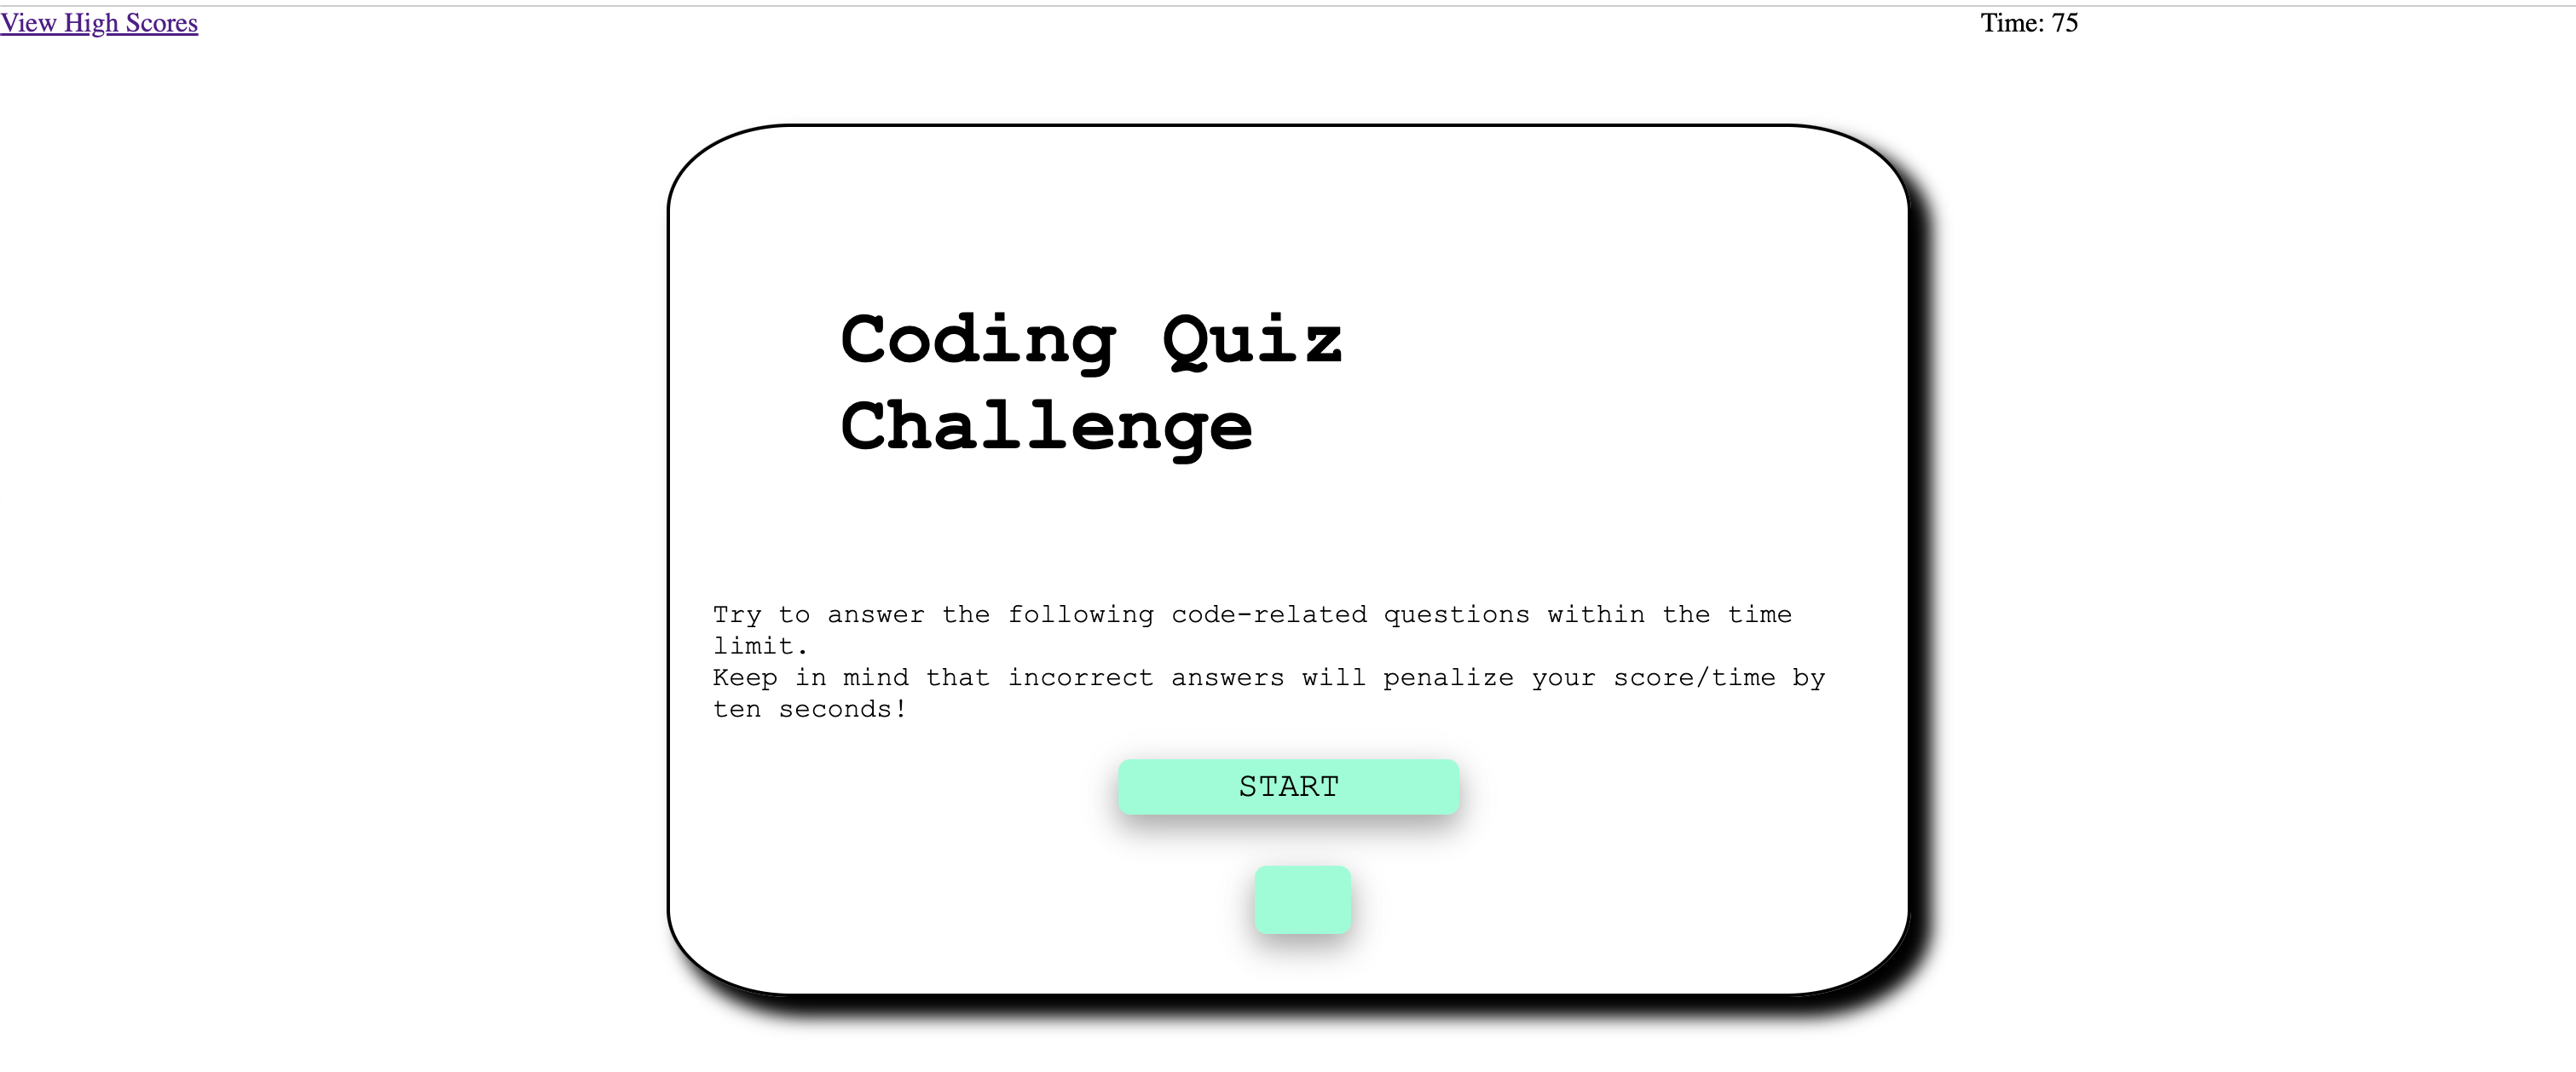 View High Scores
Time: 75
Coding Quiz
Challenge
Try to answer the following code-related questions within the time
limit.
Keep in mind that incorrect answers will penalize your score/time by
ten seconds!
START